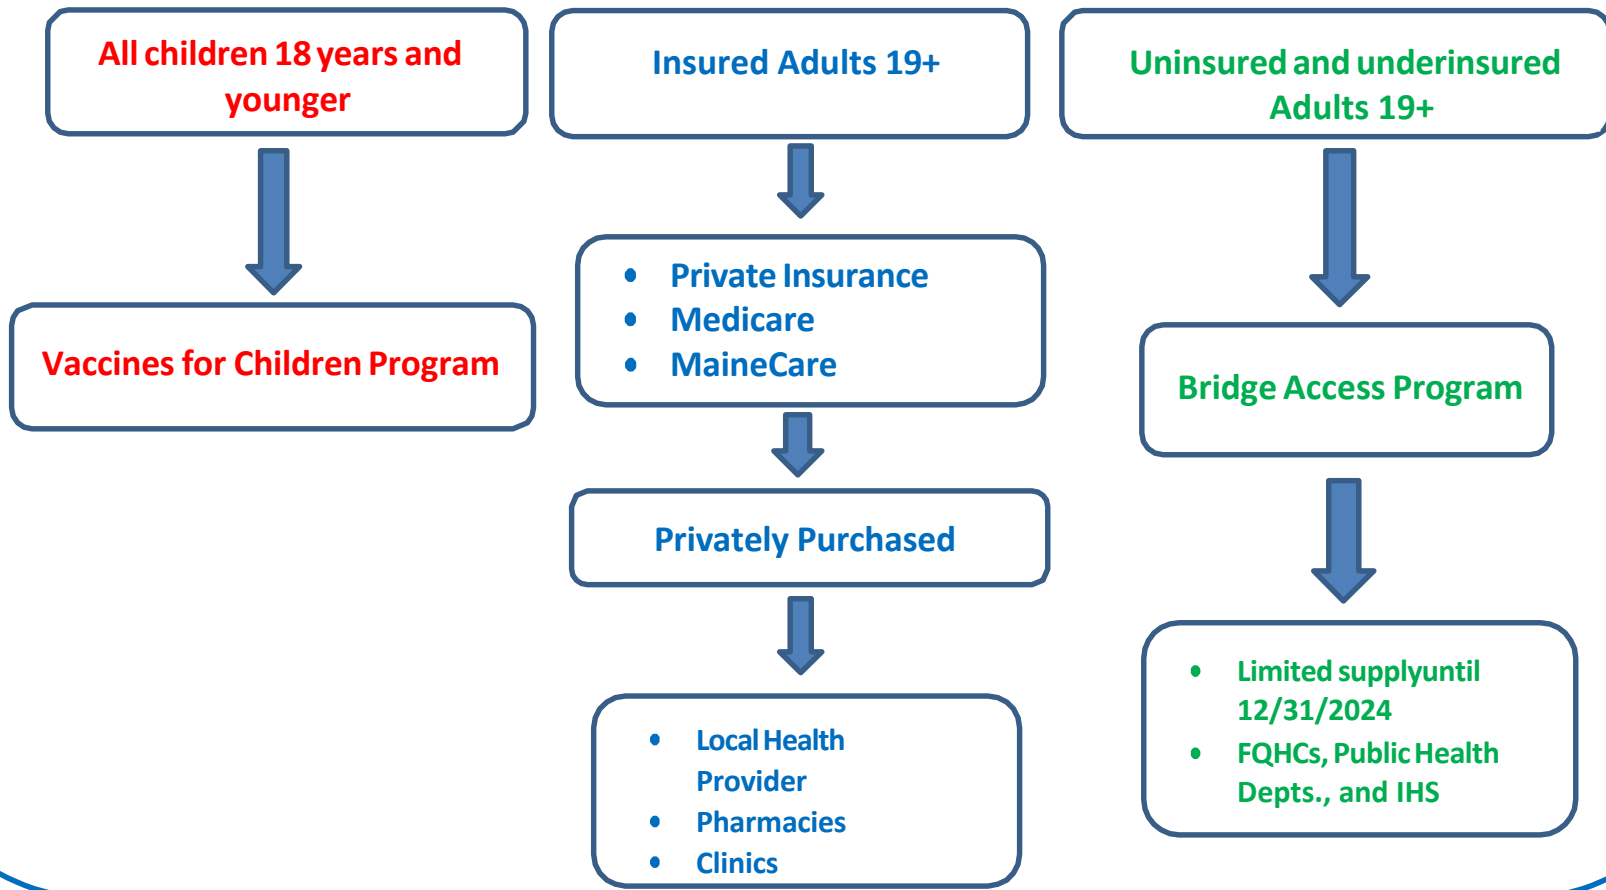 All children 18 years and
younger
Vaccines for Children Program
Insured Adults 19+
• Private Insurance
• Medicare
• MaineCare
Privately Purchased
• Local Health
Provider
• Pharmacies
• Clinics
Uninsured and underinsured
Adults 19+
Bridge Access Program
• Limited supplyuntil
12/31/2024
• FQHCs, Public Health
Depts., and IHS